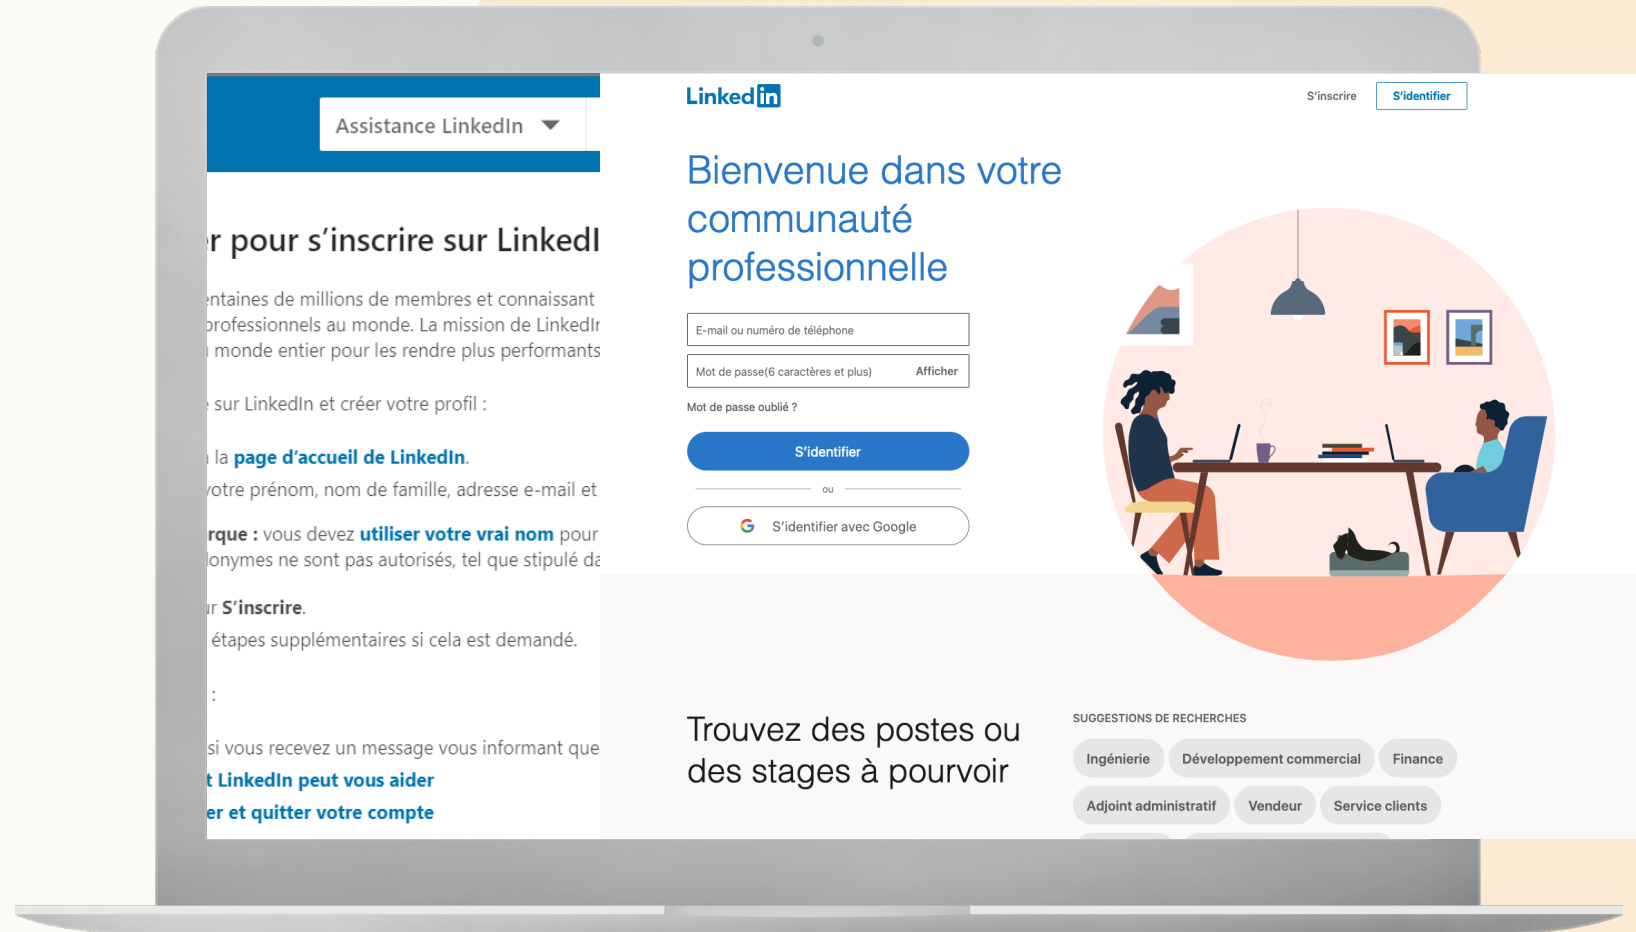 Assistance LinkedIn
r pour s'inscrire sur LinkedI
entaines de millions de membres et connaissant
professionnels au monde. La mission de LinkedIn
monde entier pour les rendre plus performants
sur LinkedIn et créer votre profil :
la page d'accueil de LinkedIn.
votre prénom, nom de famille, adresse e-mail et
rque : vous devez utiliser votre vrai nom pour
donymes ne sont pas autorisés, tel que stipulé da
ur S'inscrire.
étapes supplémentaires si cela est demandé.
:
si vous recevez un message vous informant que
t LinkedIn peut vous aider
er et quitter votre compte
Linked in
S'inscrire
S'identifier
Bienvenue dans votre
communauté
professionnelle
E-mail ou numéro de téléphone
Mot de passe(6 caractères et plus)
Afficher
Mot de passe oublié ?
S'identifier
ou
G S'identifier avec Google
Trouvez des postes ou
des stages à pourvoir
SUGGESTIONS DE RECHERCHES
Ingénierie
Développement commercial
Finance
Adjoint administratif
Vendeur
Service clients